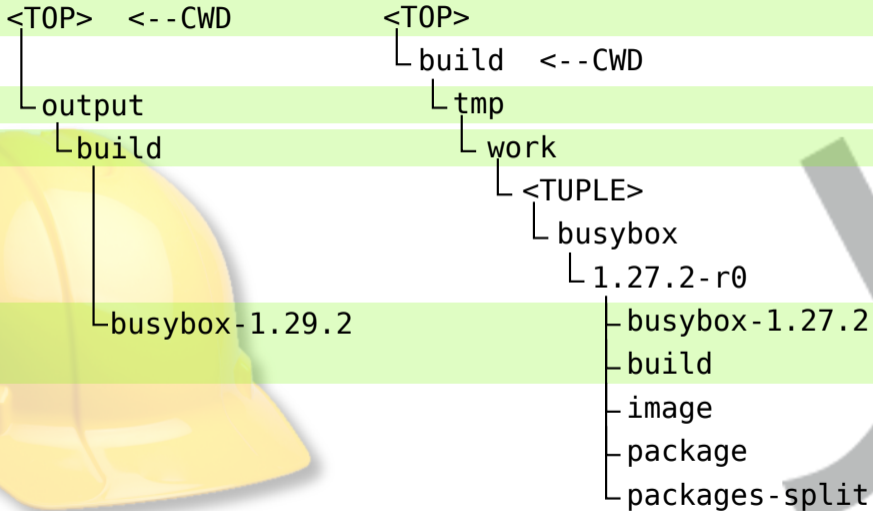 <TOP> <--CWD
output
build
busybox-1.29.2
<TOP>
build <--CWD
tmp
work
<TUPLE>
busybox
1.27.2-r0
busybox-1.27.2
build
image
package
packages-split